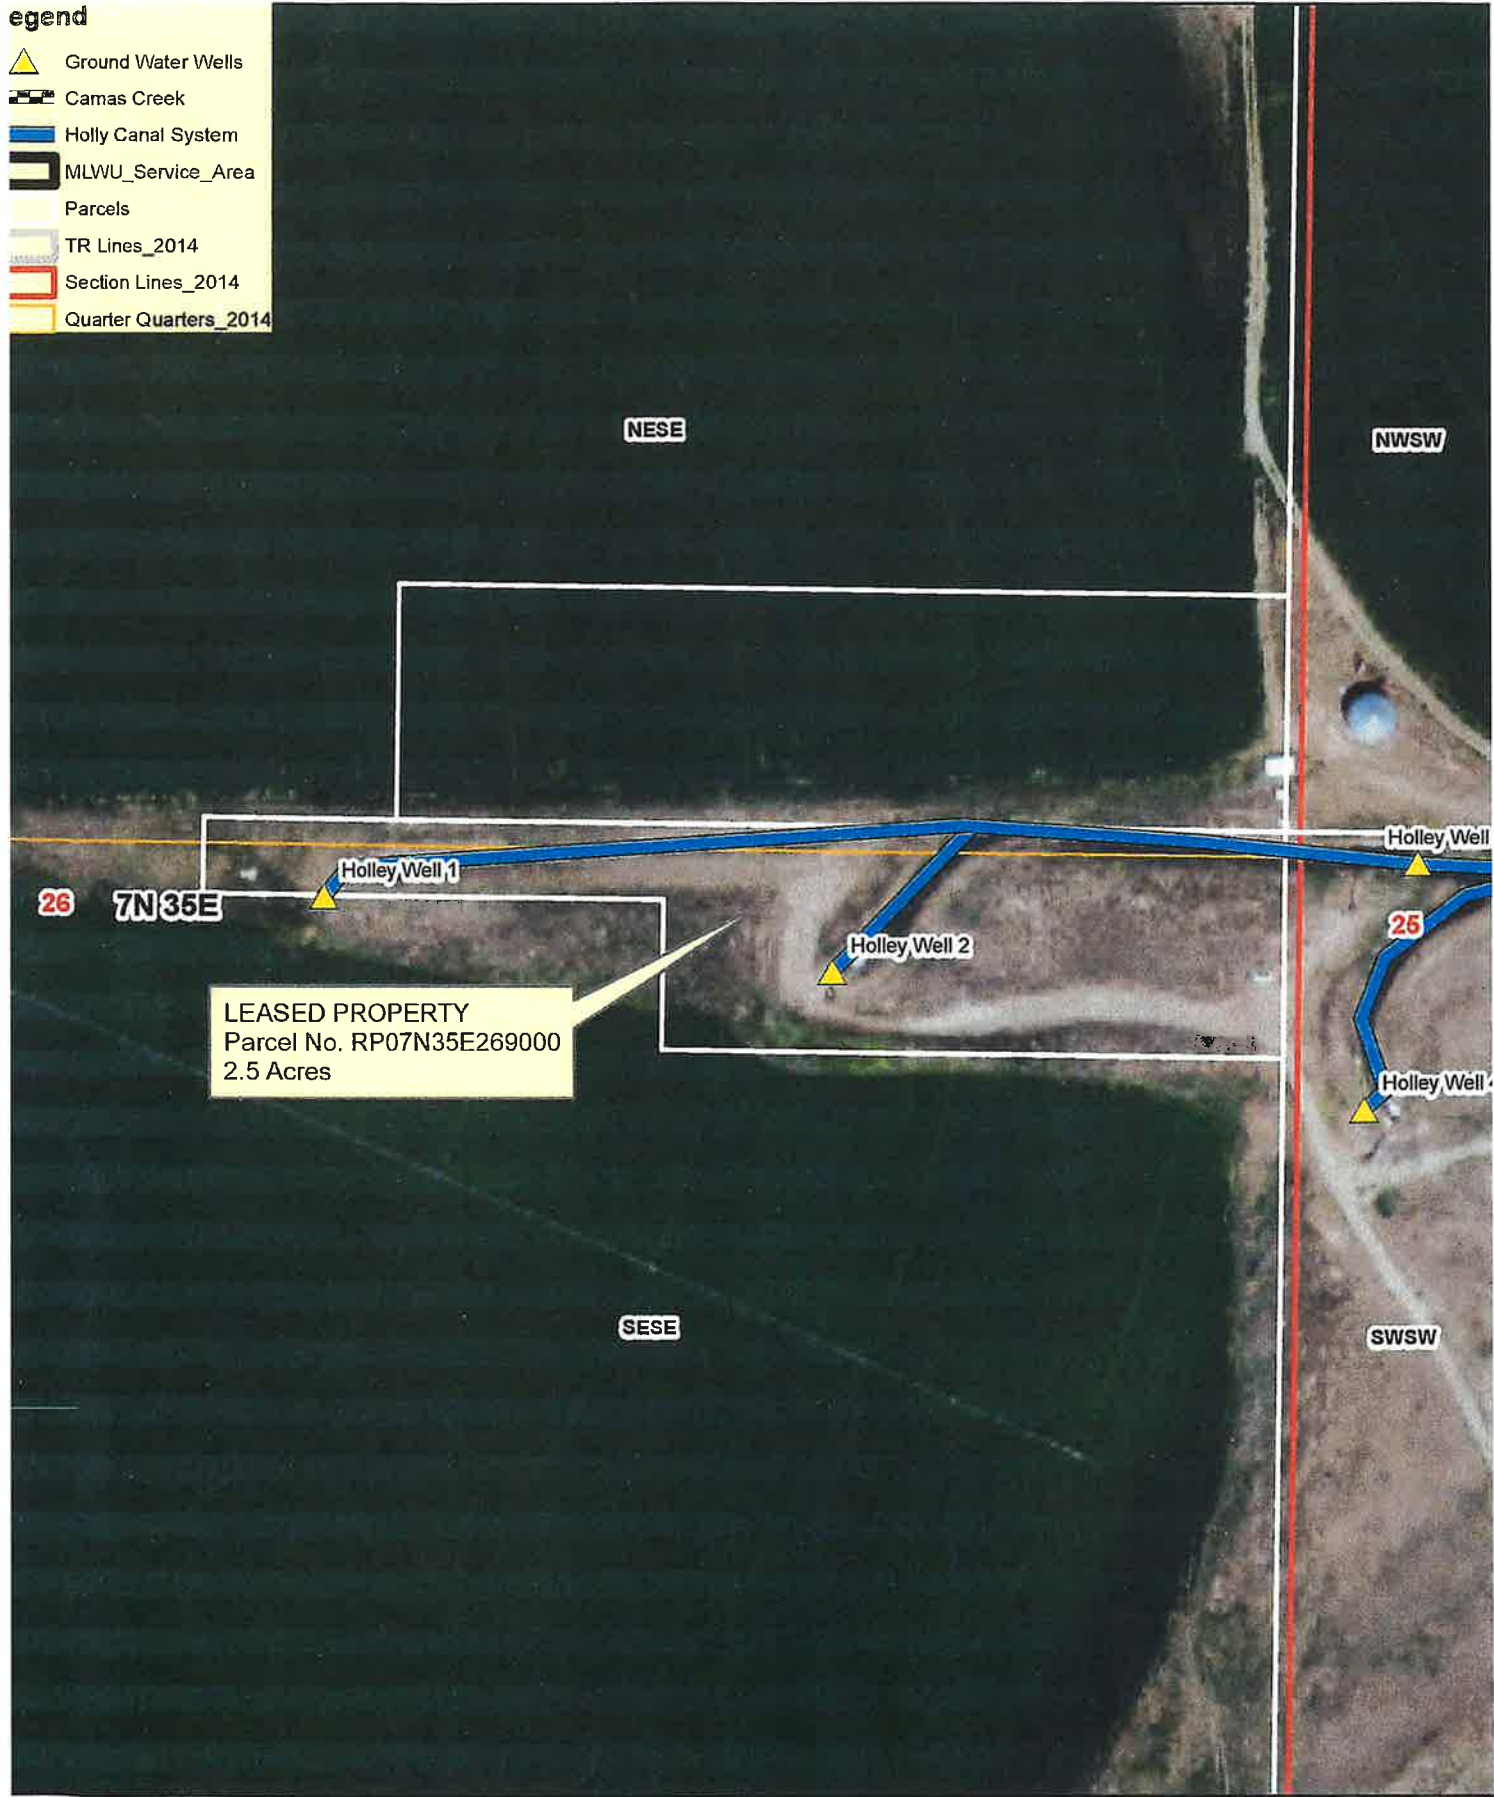 egend
Ground Water Wells
Camas Creek
Holly Canal System
MLWU_Service_Area
Parcels
TR Lines_2014
Section Lines_2014
Quarter Quarters_2014
NESE
NWSW
Holley Well
Holley Well 1
26 7N 35E
25
Holley Well 2
LEASED PROPERTY
Parcel No. RP07N35E269000
2.5 Acres
Holley Well
SESE
SWSW